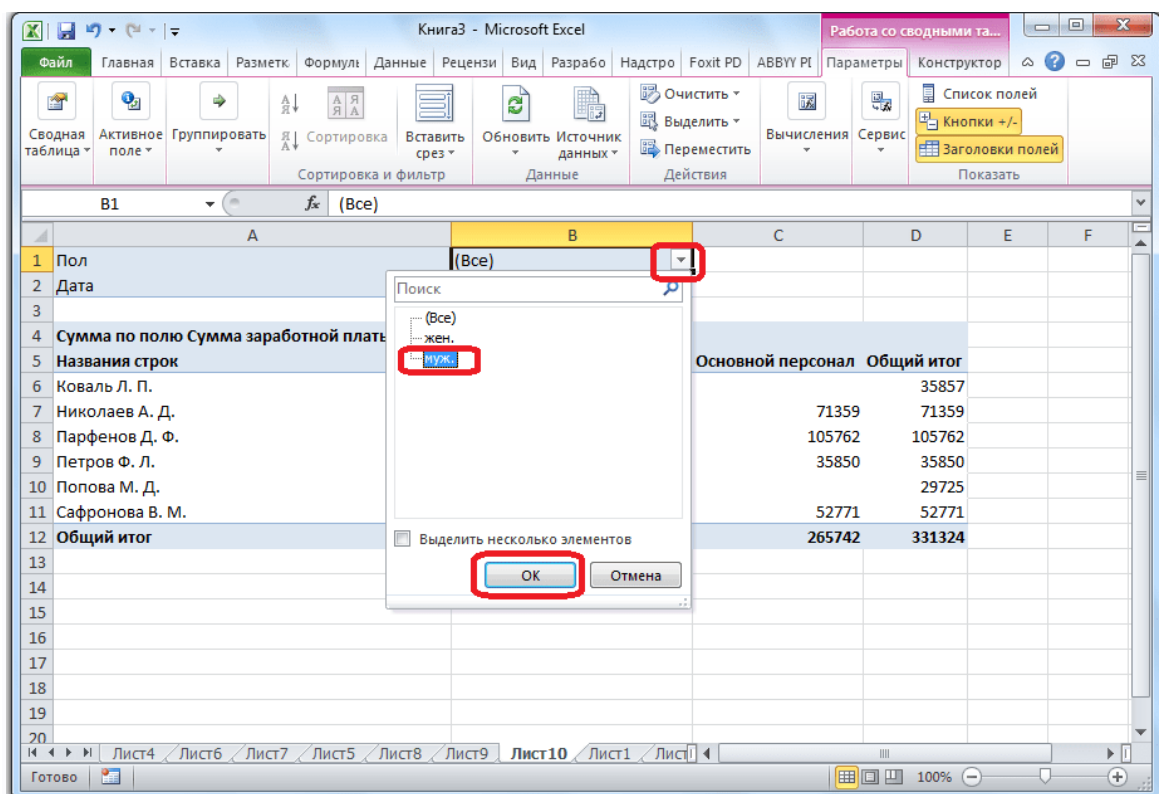 Книга3 - Microsoft Excel
Работа со сводными та...
Файл Главная Вставка Разметк Формулы Данные Рецензи Вид Разрабо Надстро Foxit PD ABBYY PD Параметры Конструктор
Сводная таблица
Активное поле
Группировать
Сортировка
Вставить срез
Обновить
Источник данных
Очистить
Выделить
Переместить
Вычисления
Сервис
Список полей
Кнопки +/-
Заголовки полей
Сортировка и фильтр Данные Действия Показать
B1 fx (Все)
A B C D E F
1 Пол (Все)
2 Дата
Поиск
(Все)
жен.
муж.
Выделить несколько элементов
ОК Отмена
3
4 Сумма по полю Сумма заработной плать
5 Названия строк Основной персонал Общий итог
6 Коваль Л. П. 35857
7 Николаев А. Д. 71359 71359
8 Парфенов Д. Ф. 105762 105762
9 Петров Ф. Л. 35850 35850
10 Попова М. Д. 29725
11 Сафронова В. М. 52771 52771
12 Общий итог 265742 331324
13
14
15
16
17
18
19
20
Лист4 Лист6 Лист7 Лист5 Лист8 Лист9 Лист10 Лист1 Лист
Готово 100%